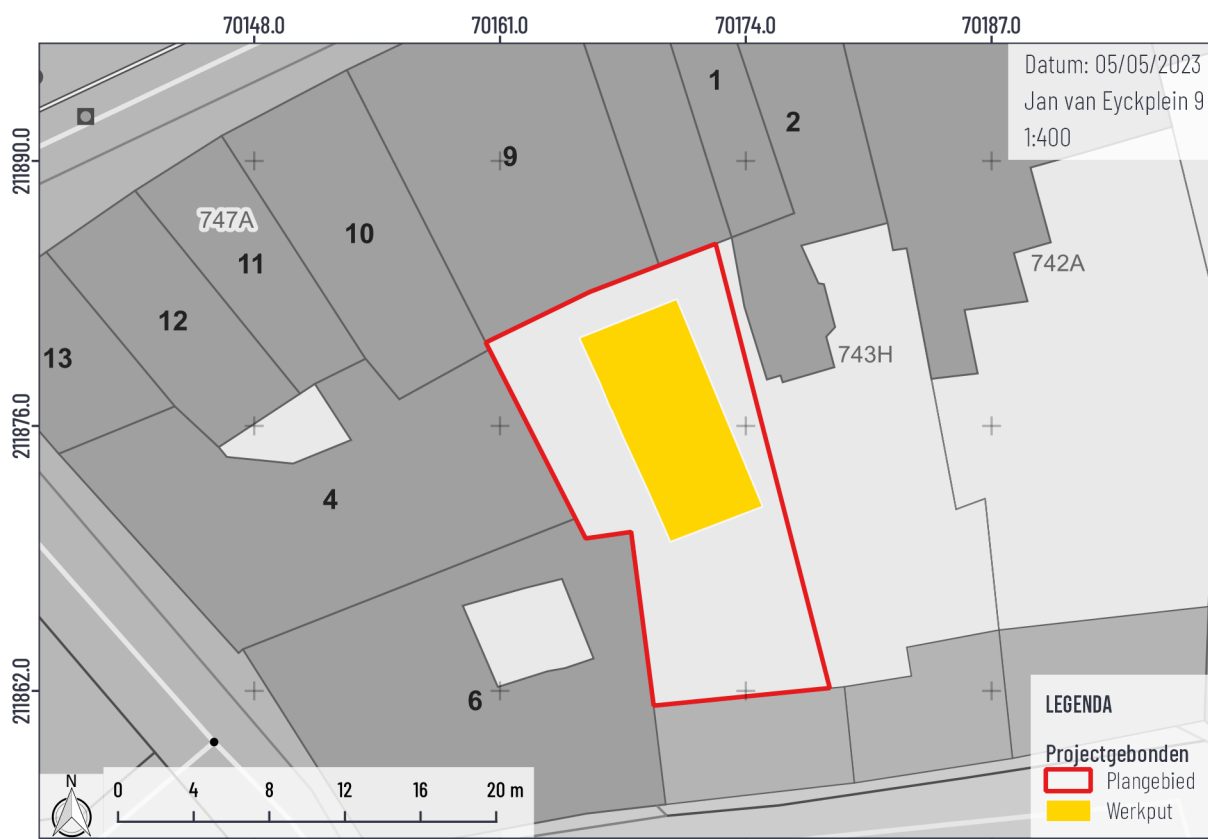 70148.0 70161.0 70174.0 70187.0
Datum: 05/05/2023
Jan van Eyckplein 9
1:400
211890.0
211876.0
211862.0
1
2
9
10
747A
11
12
13
742A
743H
4
6
LEGENDA
Projectgebonden
Plangebied
Werkput
N
0 4 8 12 16 20 m